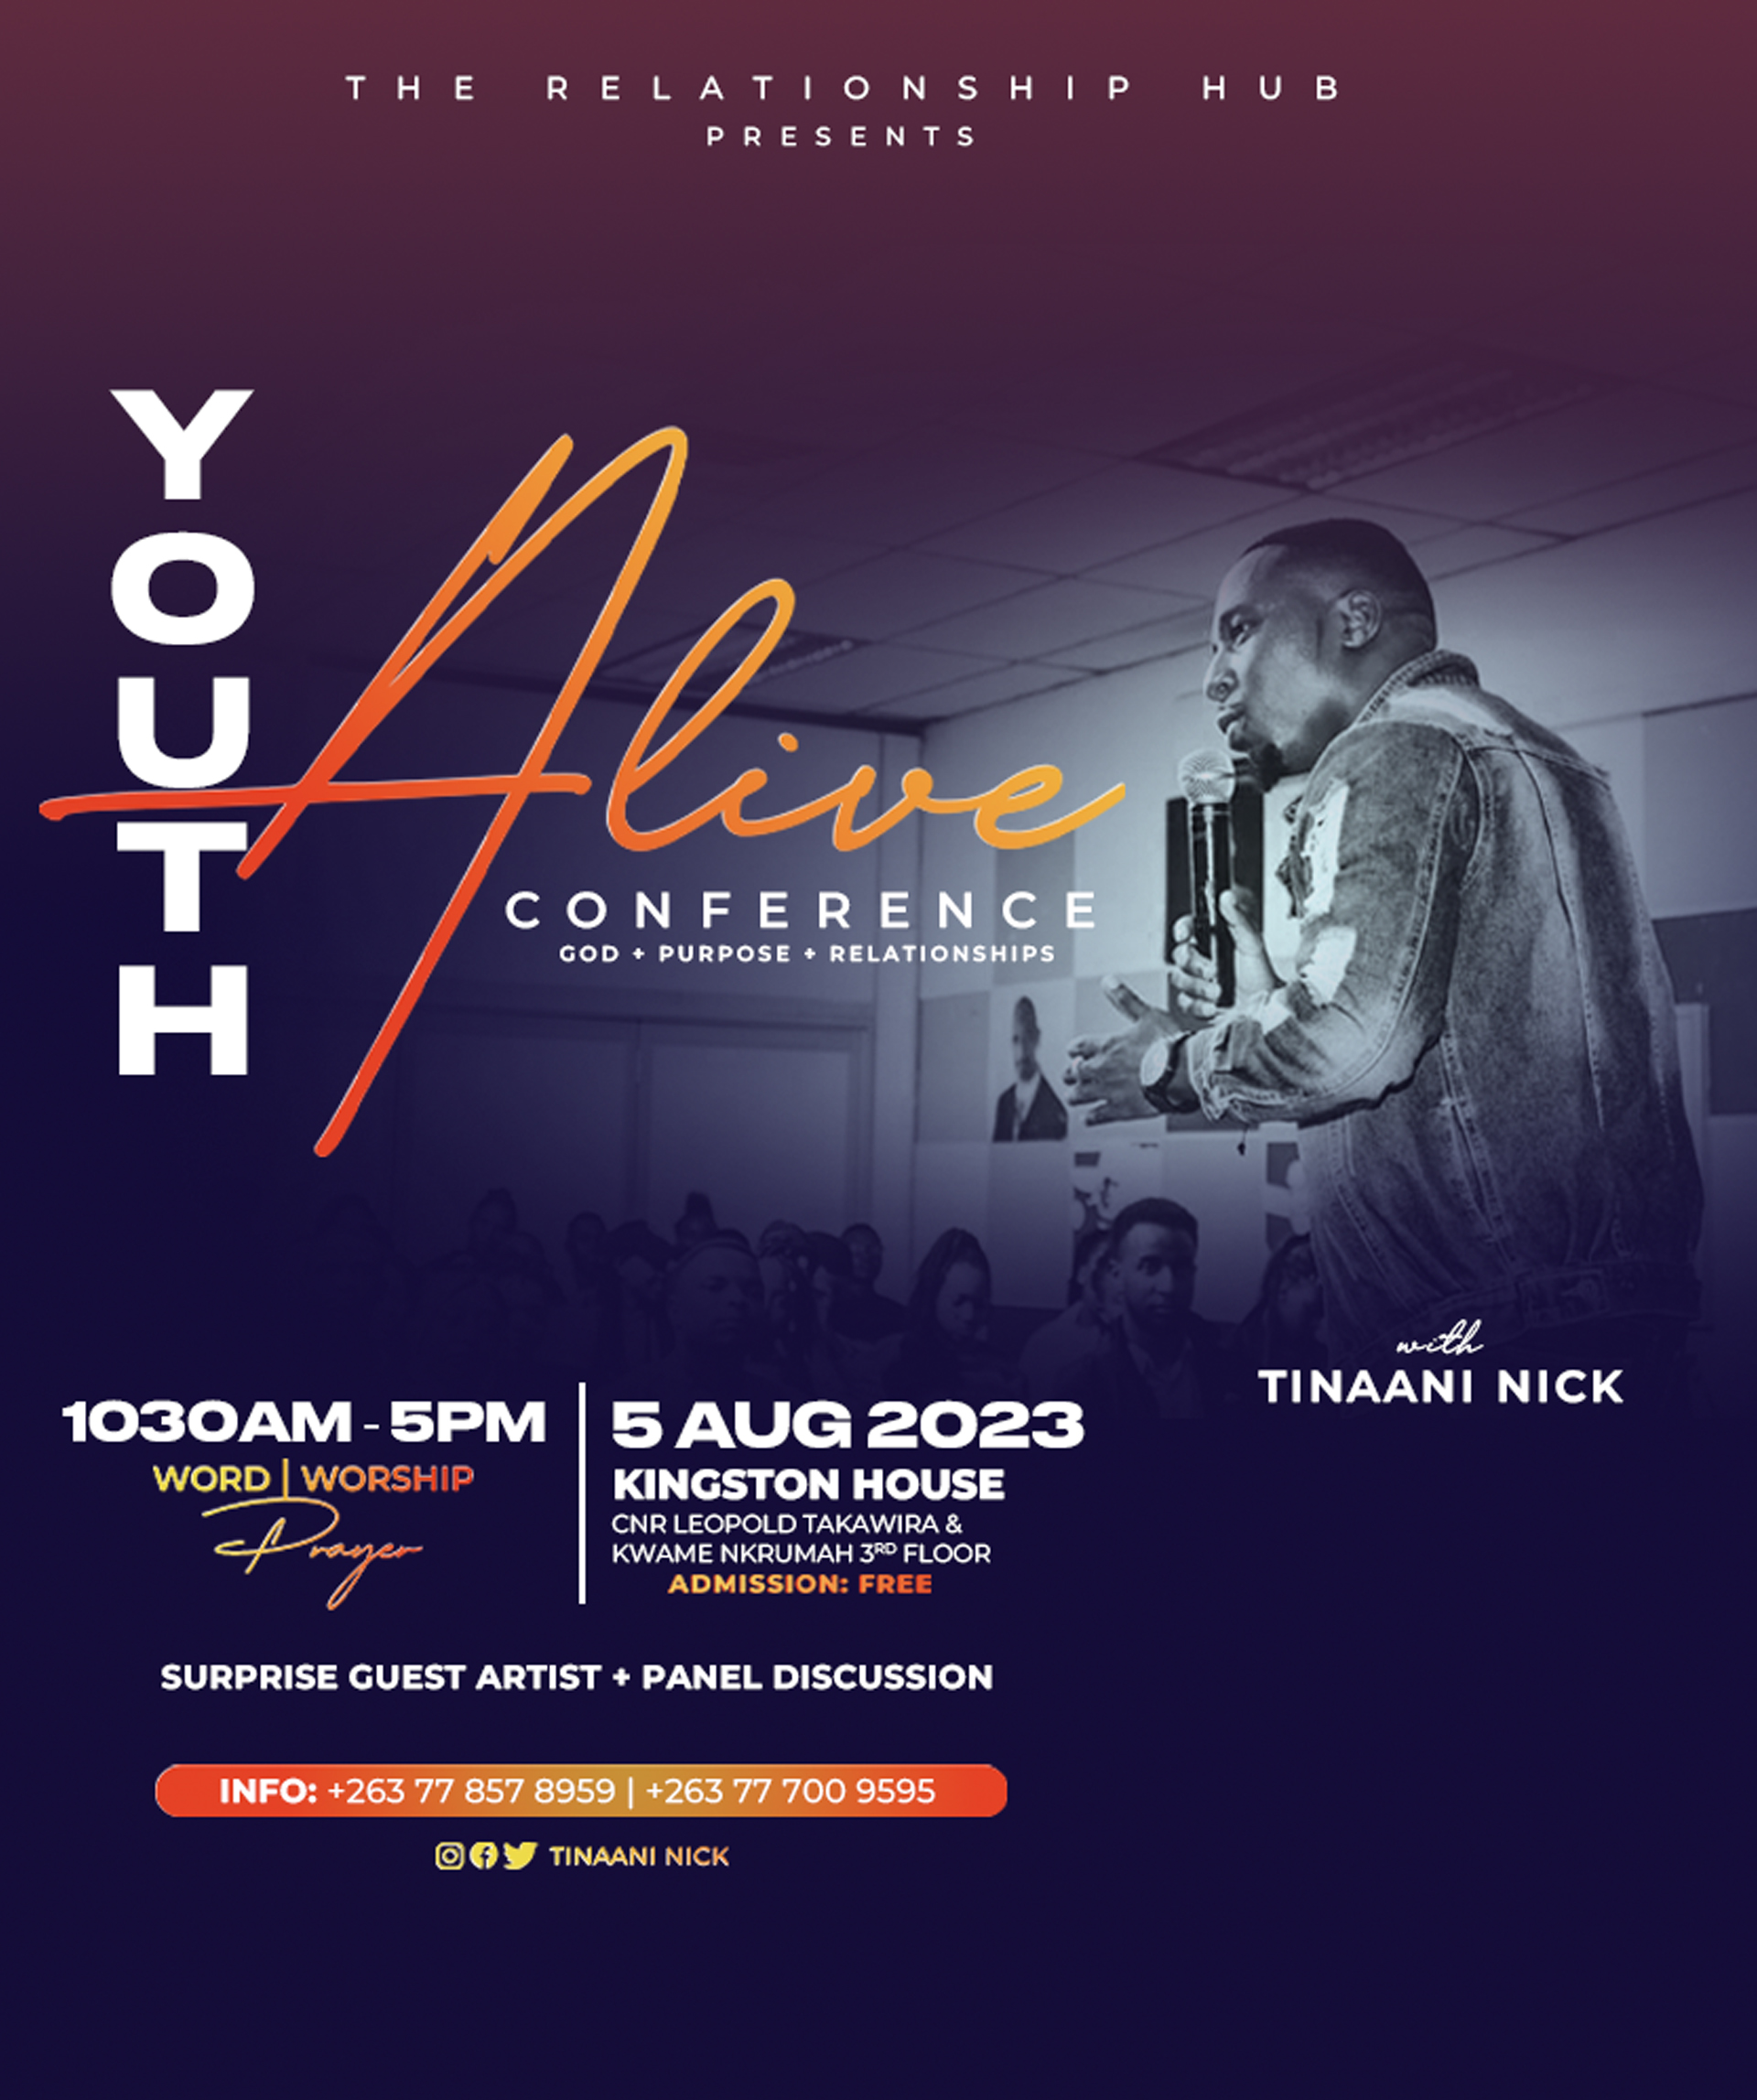 THE RELATIONSHIP HUB
PRESENTS
YOUTH
Alive
CONFERENCE
GOD + PURPOSE + RELATIONSHIPS
with
TINAANI NICK
1030AM - 5PM
WORD | WORSHIP
Prayer
5 AUG 2023
KINGSTON HOUSE
CNR LEOPOLD TAKAWIRA &
KWAME NKRUMAH 3RD FLOOR
ADMISSION: FREE
SURPRISE GUEST ARTIST + PANEL DISCUSSION
INFO: +263 77 857 8959 | +263 77 700 9595
TINAANI NICK